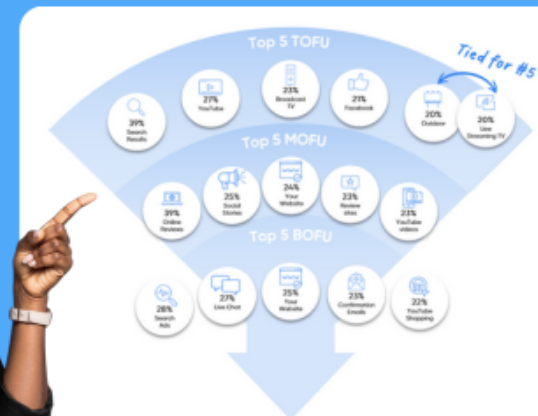 Top 5 TOFU
Tied for #5
39%
Search
Results
27%
YouTube
23%
Broadcast
TV
21%
Facebook
20%
Outdoor
20%
Live
Streaming TV
Top 5 MOFU
39%
Online
Reviews
25%
Social
Stories
24%
Your
Website
23%
Review
sites
23%
YouTube
videos
Top 5 BOFU
28%
Search
Ads
27%
Live Chat
25%
Your
Website
23%
Confirmation
Emails
22%
YouTube
Shopping